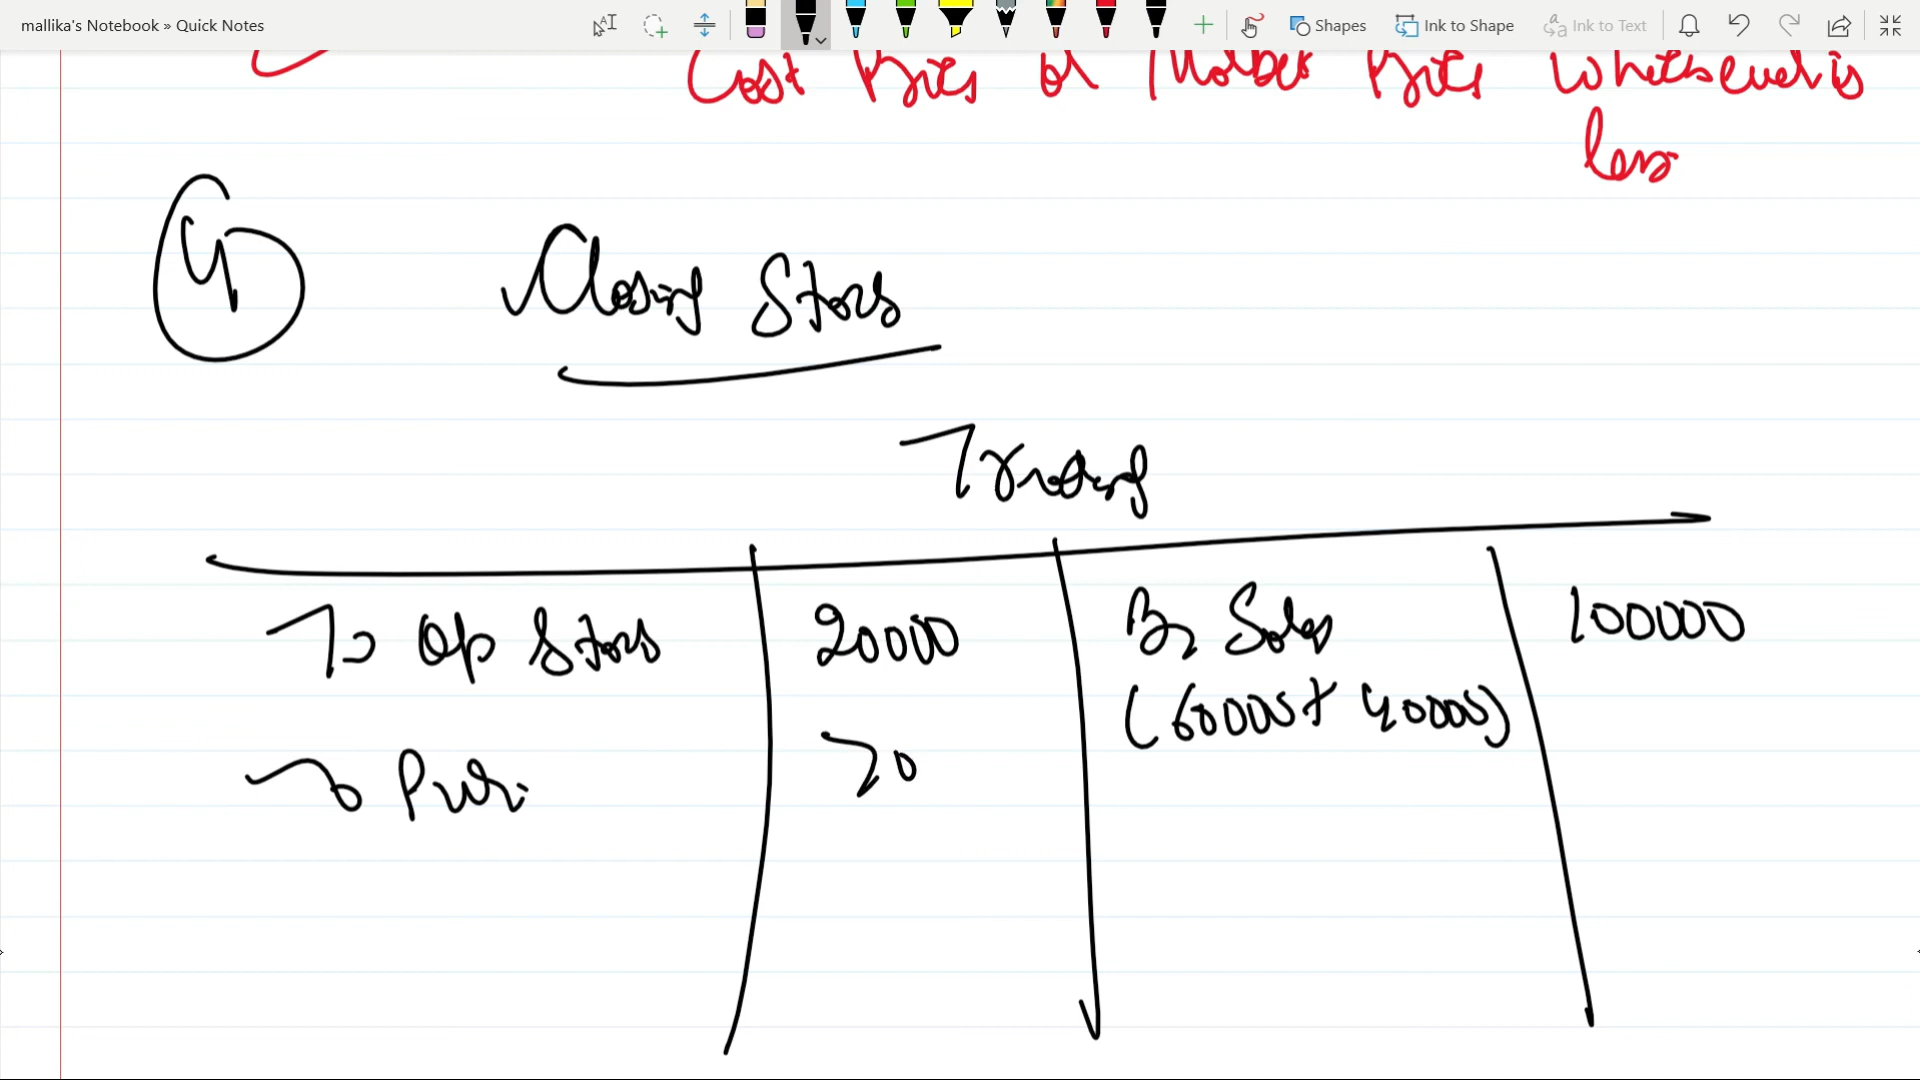 mallika's Notebook » Quick Notes
Shapes
Ink to Shape
Ink to Text
Cost Price or Market Price whichever is
less
4
Closing Stock
Trading
To Op Stock 20000 By Sales 100000
(60000+ 40000)
To Pur 70